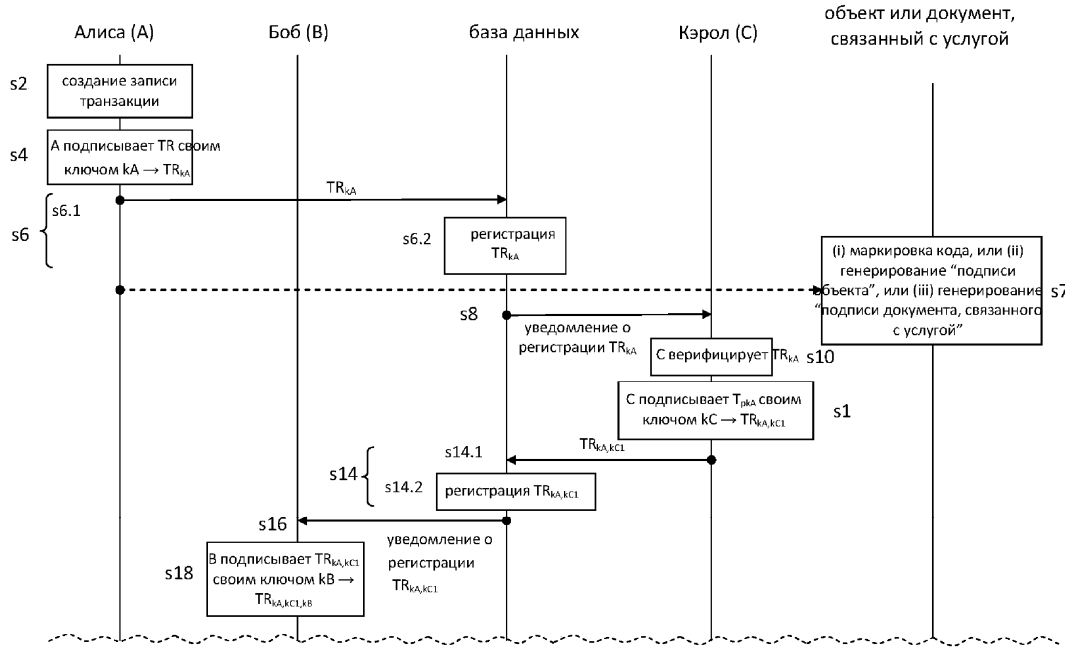 объект или документ,
связанный с услугой
Алиса (A)
Боб (B)
база данных
Кэрол (C)
s2
создание записи
транзакции
s4
А подписывает TR своим
ключом kA → TRkA
s6
s6.1
TRkA
s6.2
регистрация
TRkA
(i) маркировка кода, или (ii)
генерирование “подписи
объекта”, или (iii) генерирование
“подписи документа, связанного
с услугой”
s7
s8
уведомление о
регистрации TRkA
С верифицирует TRkA
s10
С подписывает TpkA своим
ключом kC → TRkA,kC1
s1
s14
s14.1
TRkA,kC1
s14.2
регистрация TRkA,kC1
s16
уведомление о
регистрации
TRkA,kC1
s18
В подписывает TRkA,kC1
своим ключом kB →
TRkA,kC1,kB